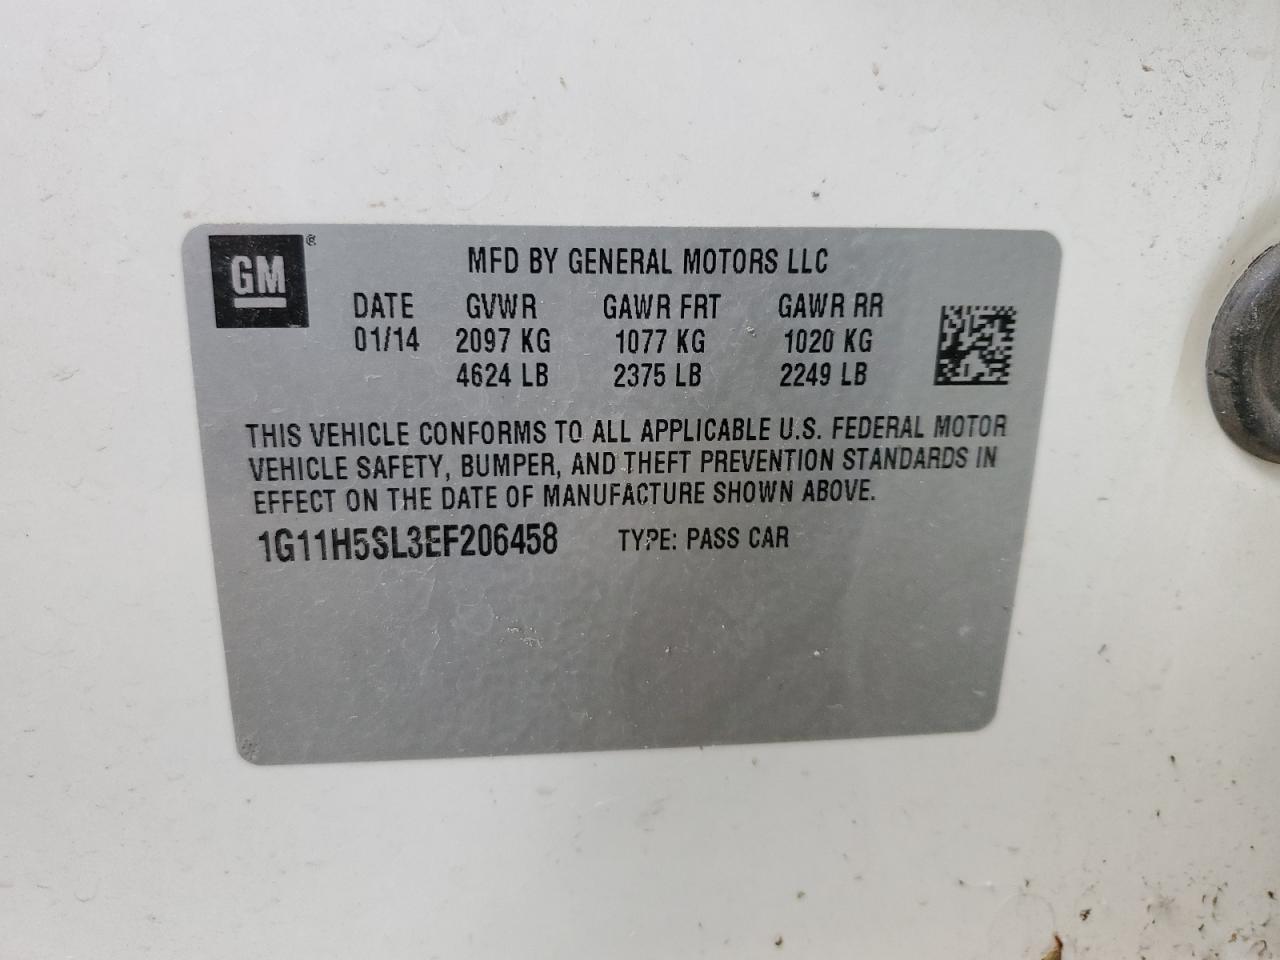 GM ®
MFD BY GENERAL MOTORS LLC
DATE GVWR GAWR FRT GAWR RR
01/14 2097 KG 1077 KG 1020 KG
4624 LB 2375 LB 2249 LB
THIS VEHICLE CONFORMS TO ALL APPLICABLE U.S. FEDERAL MOTOR
VEHICLE SAFETY, BUMPER, AND THEFT PREVENTION STANDARDS IN
EFFECT ON THE DATE OF MANUFACTURE SHOWN ABOVE.
1G11H5SL3EF206458 TYPE: PASS CAR